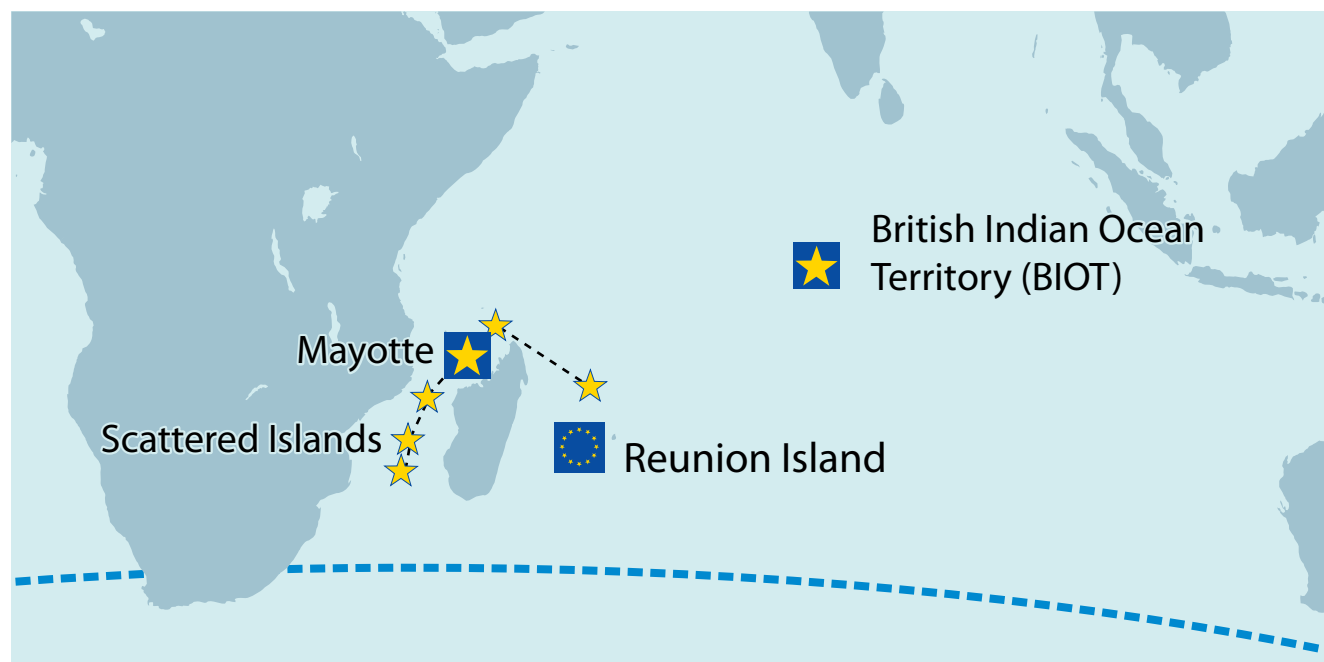 British Indian Ocean
Territory (BIOT)
Mayotte
Scattered Islands
Reunion Island